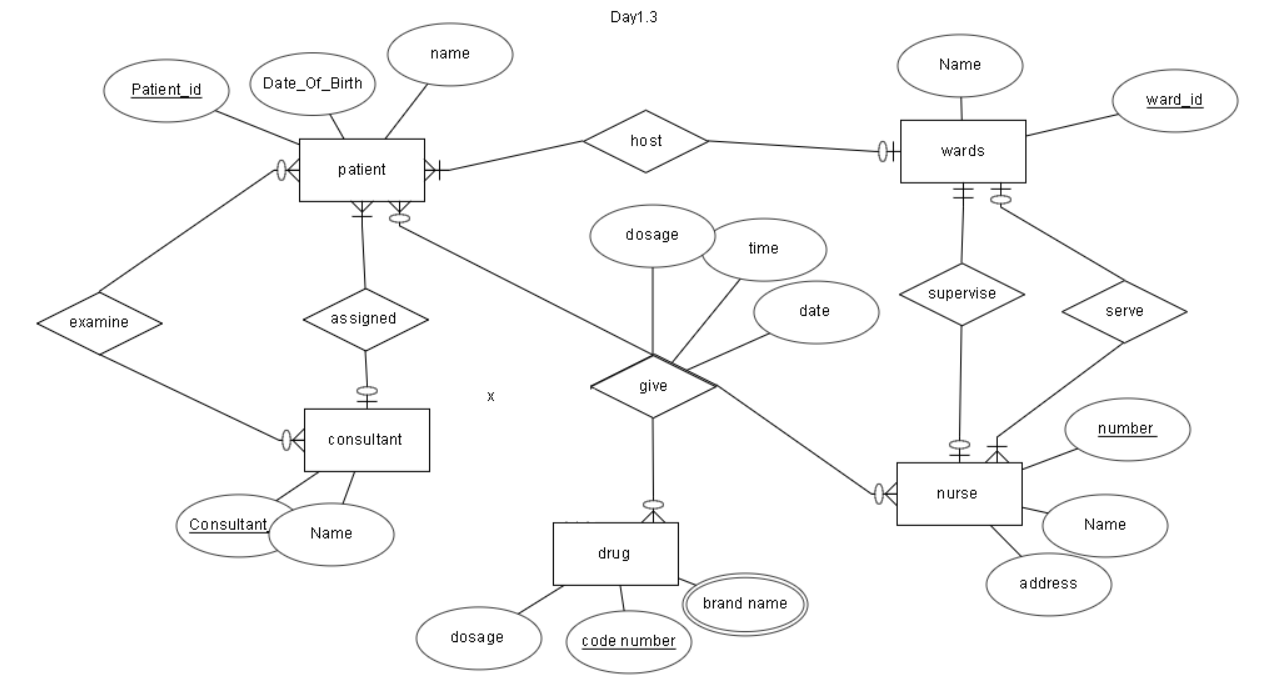 Day1.3
name
Patient_id
Date_Of_Birth
Name
ward_id
patient
host
wards
dosage
time
date
examine
assigned
supervise
serve
give
x
consultant
number
nurse
Consultant
Name
Name
drug
address
brand name
dosage
code number